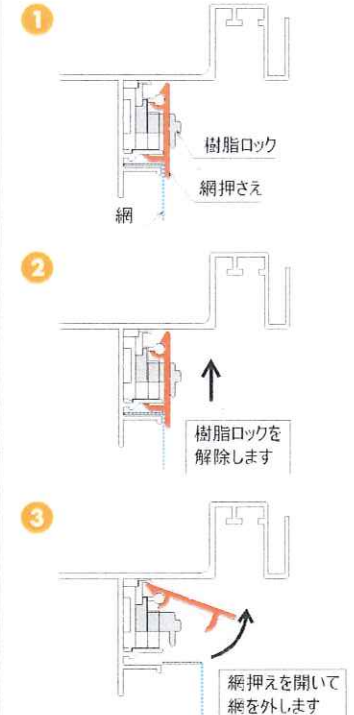 1
樹脂ロック
網押さえ
網
2
樹脂ロックを
解除します
3
網押えを開いて
網を外します